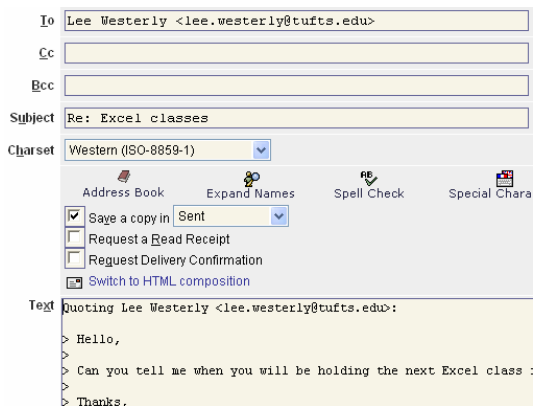 To Lee Westerly <lee.westerly@tufts.edu>
Cc
Bcc
Subject Re: Excel classes
Charset Western (ISO-8859-1)
Address Book Expand Names Spell Check Special Chara
Save a copy in Sent
Request a Read Receipt
Request Delivery Confirmation
Switch to HTML composition
Text Quoting Lee Westerly <lee.westerly@tufts.edu>:
> Hello,
>
> Can you tell me when you will be holding the next Excel class
>
> Thanks,